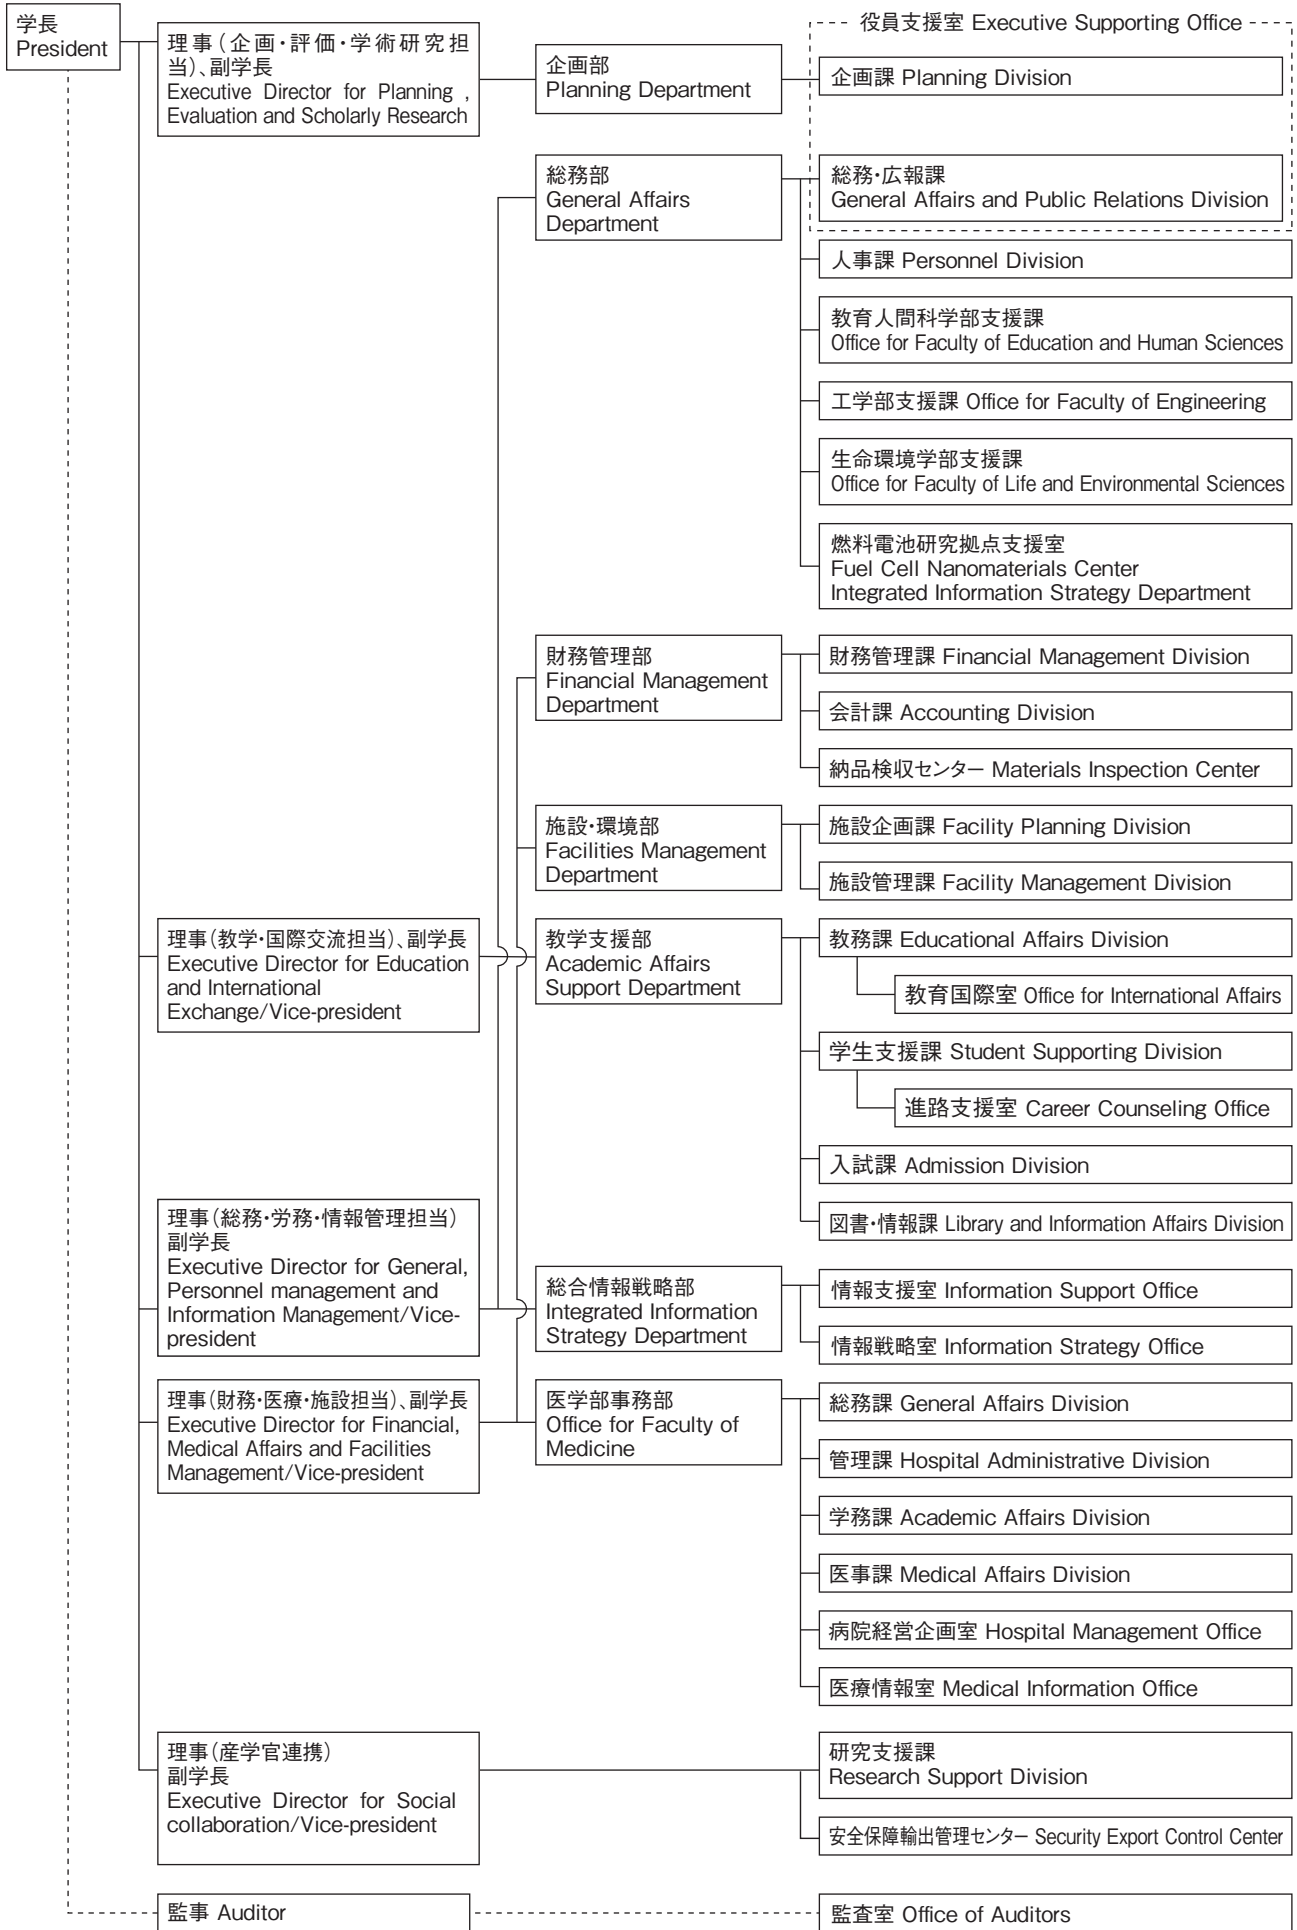 学長
President
役員支援室 Executive Supporting Office
理事(企画・評価・学術研究担
当)、副学長
Executive Director for Planning ,
Evaluation and Scholarly Research
企画部
Planning Department
企画課 Planning Division
総務部
General Affairs
Department
総務・広報課
General Affairs and Public Relations Division
人事課 Personnel Division
教育人間科学部支援課
Office for Faculty of Education and Human Sciences
工学部支援課 Office for Faculty of Engineering
生命環境学部支援課
Office for Faculty of Life and Environmental Sciences
燃料電池研究拠点支援室
Fuel Cell Nanomaterials Center
Integrated Information Strategy Department
財務管理部
Financial Management
Department
財務管理課 Financial Management Division
会計課 Accounting Division
納品検収センター Materials Inspection Center
施設・環境部
Facilities Management
Department
施設企画課 Facility Planning Division
施設管理課 Facility Management Division
理事(教学・国際交流担当)、副学長
Executive Director for Education
and International
Exchange/Vice-president
教学支援部
Academic Affairs
Support Department
教務課 Educational Affairs Division
教育国際室 Office for International Affairs
学生支援課 Student Supporting Division
進路支援室 Career Counseling Office
入試課 Admission Division
図書・情報課 Library and Information Affairs Division
理事(総務・労務・情報管理担当)
副学長
Executive Director for General,
Personnel management and
Information Management/Vice-
president
総合情報戦略部
Integrated Information
Strategy Department
情報支援室 Information Support Office
情報戦略室 Information Strategy Office
理事(財務・医療・施設担当)、副学長
Executive Director for Financial,
Medical Affairs and Facilities
Management/Vice-president
医学部事務部
Office for Faculty of
Medicine
総務課 General Affairs Division
管理課 Hospital Administrative Division
学務課 Academic Affairs Division
医事課 Medical Affairs Division
病院経営企画室 Hospital Management Office
医療情報室 Medical Information Office
理事(産学官連携)
副学長
Executive Director for Social
collaboration/Vice-president
研究支援課
Research Support Division
安全保障輸出管理センター Security Export Control Center
監事 Auditor
監査室 Office of Auditors